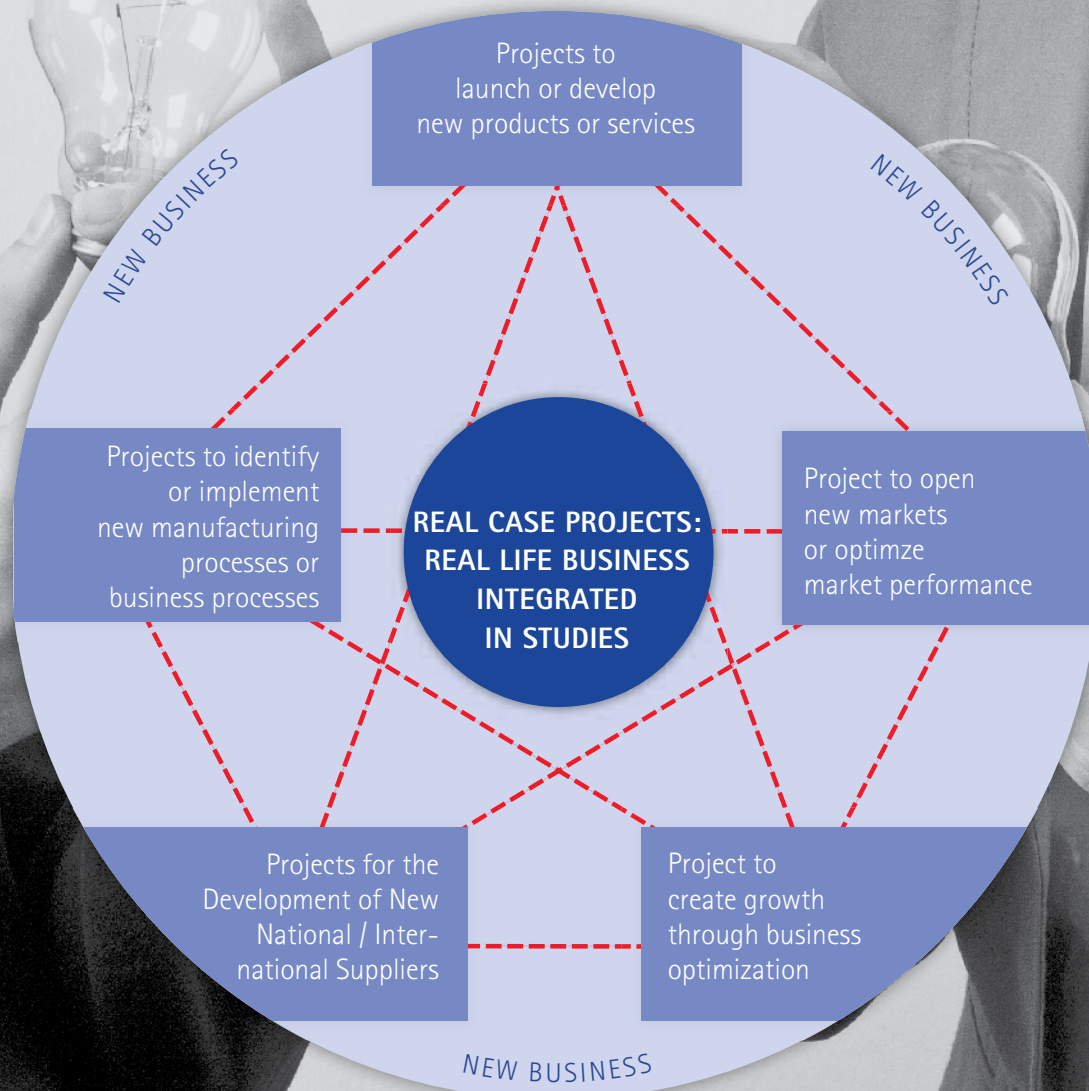 Projects to
launch or develop
new products or services
NEW BUSINESS
NEW BUSINESS
Projects to identify
or implement
new manufacturing
processes or
business processes
REAL CASE PROJECTS:
REAL LIFE BUSINESS
INTEGRATED
IN STUDIES
Project to open
new markets
or optimze
market performance
Projects for the
Development of New
National / Inter-
national Suppliers
Project to
create growth
through business
optimization
NEW BUSINESS